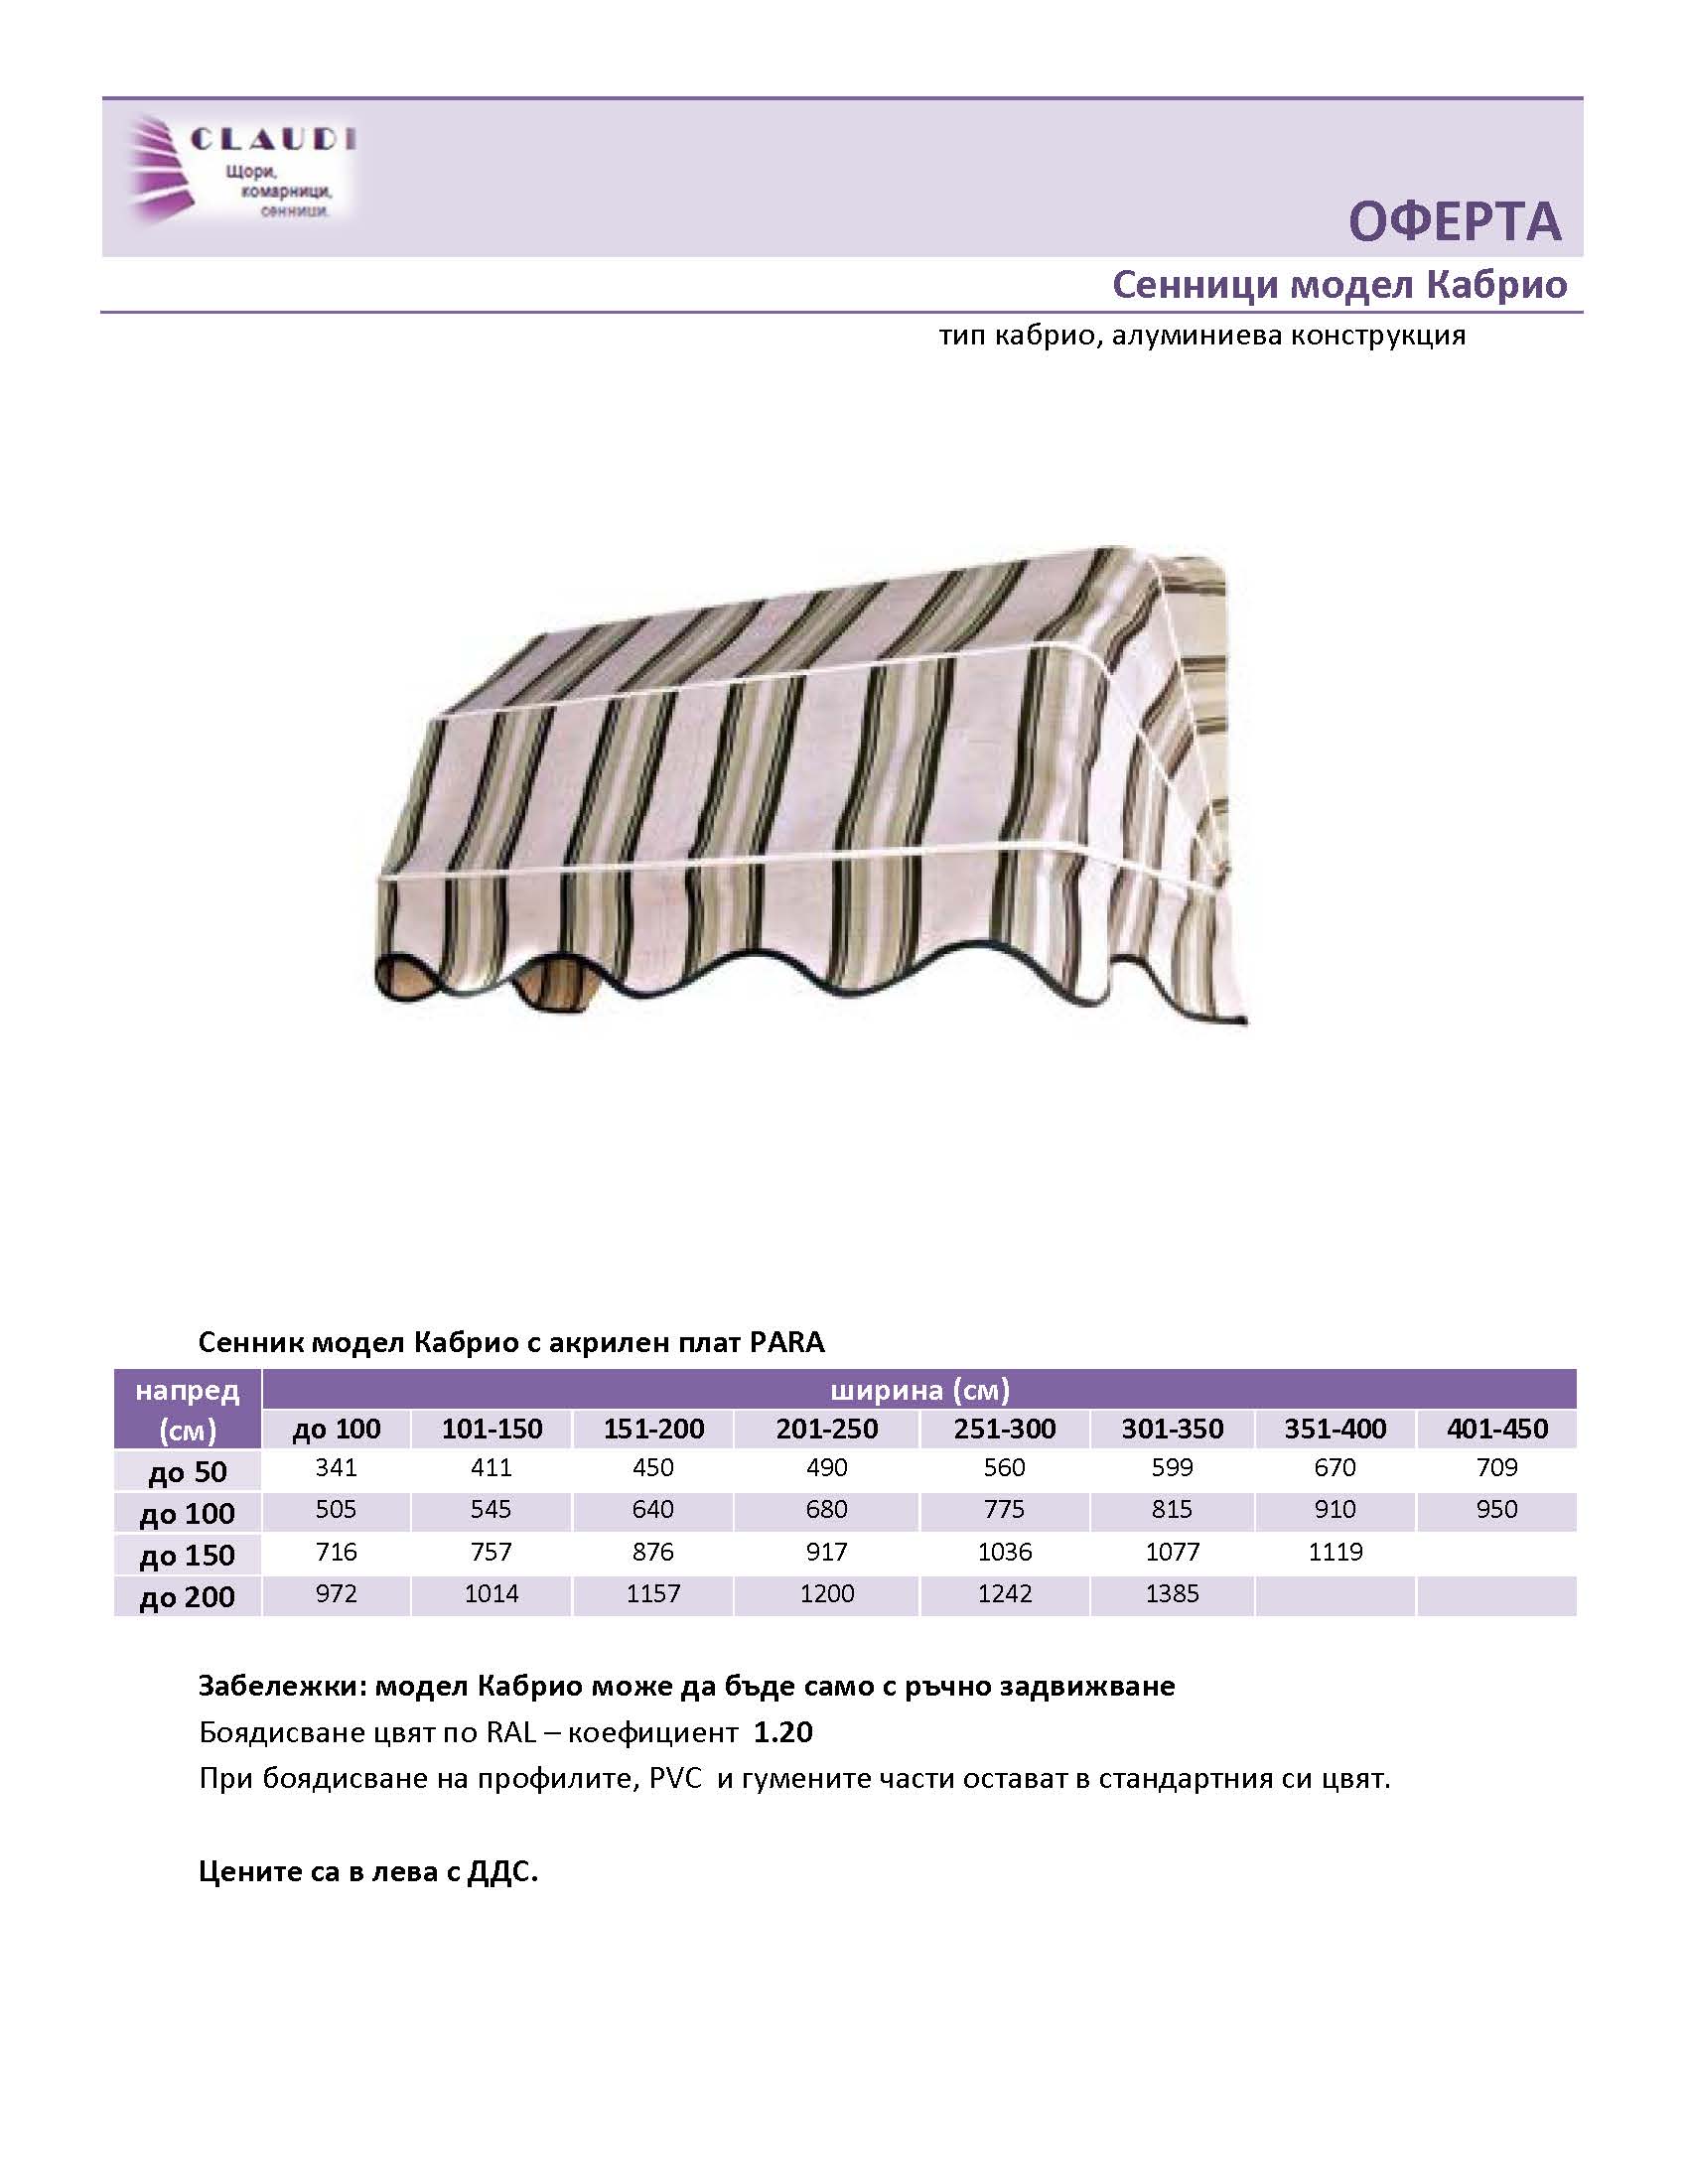 CLAUDI
Щори,
комарници,
сенници.
ОФЕРТА
Сенници модел Кабрио
тип кабрио, алуминиева конструкция
Сенник модел Кабрио с акрилен плат PARA
напред (см) ширина (см)
до 100 101-150 151-200 201-250 251-300 301-350 351-400 401-450
до 50 341 411 450 490 560 599 670 709
до 100 505 545 640 680 775 815 910 950
до 150 716 757 876 917 1036 1077 1119
до 200 972 1014 1157 1200 1242 1385
Забележки: модел Кабрио може да бъде само с ръчно задвижване
Боядисване цвят по RAL – коефициент 1.20
При боядисване на профилите, PVC и гумените части остават в стандартния си цвят.
Цените са в лева с ДДС.